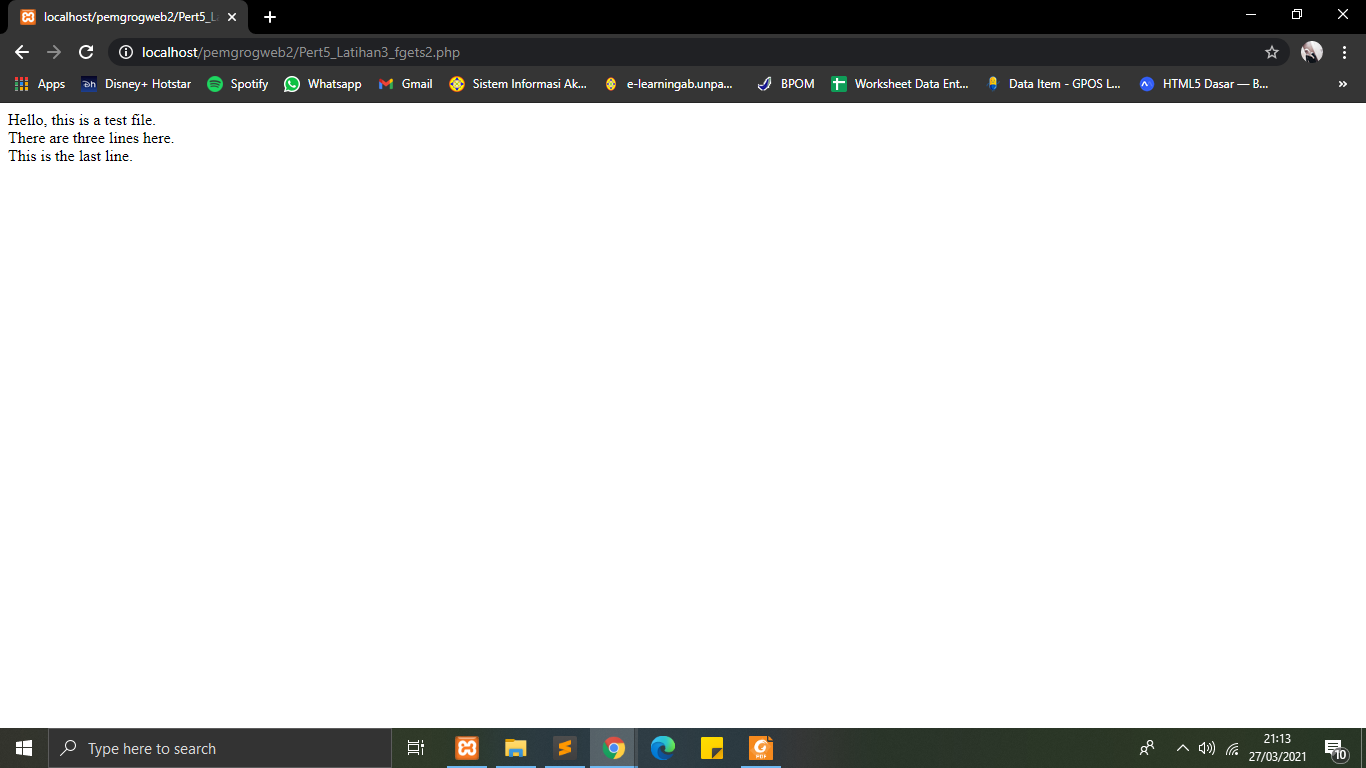 localhost/pemgrogweb2/Pert5_L
localhost/pemgrogweb2/Pert5_Latihan3_fgets2.php
Apps Disney+ Hotstar Spotify Whatsapp Gmail Sistem Informasi Ak... e-learningab.unpa... BPOM Worksheet Data Ent... Data Item - GPOS L... HTML5 Dasar — B... »
Hello, this is a test file.
There are three lines here.
This is the last line.
Type here to search
21:13
27/03/2021
10